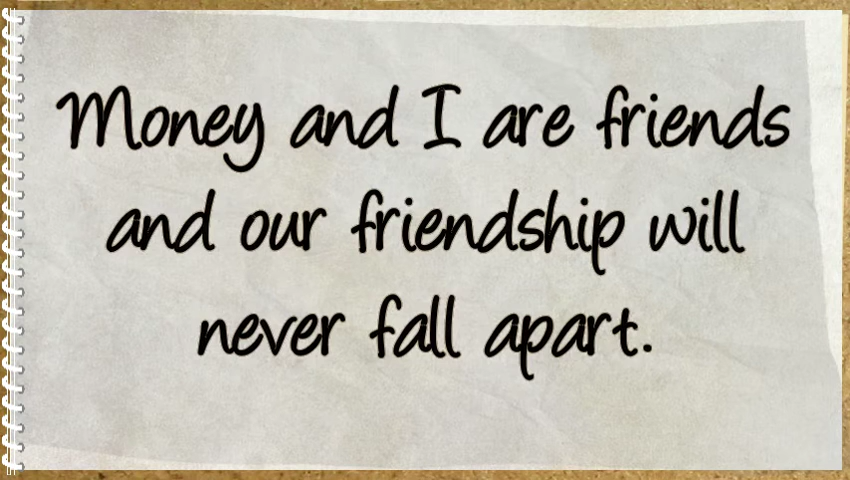 Money and I are friends
and our friendship will
never fall apart.